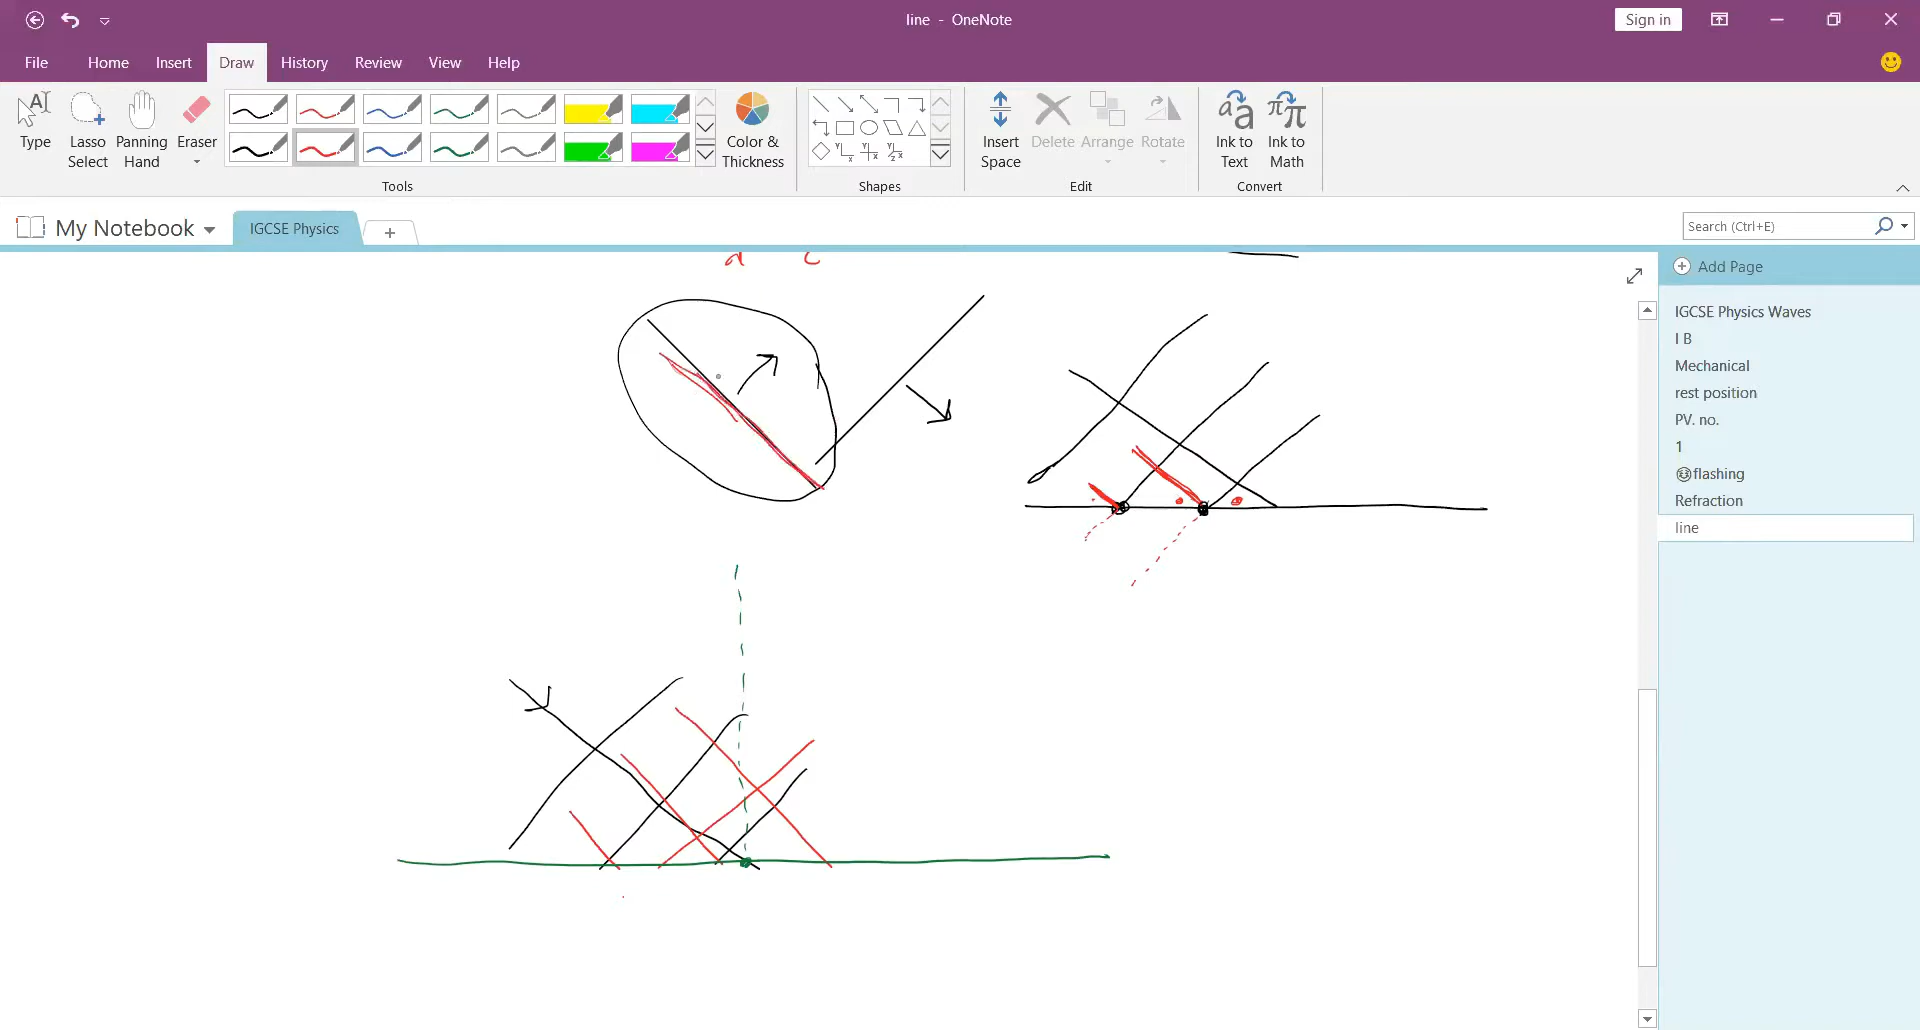 line - OneNote
Sign in
File Home Insert Draw History Review View Help
Type
Lasso Select
Panning Hand
Eraser
Color & Thickness
Insert Space
Delete
Arrange
Rotate
Ink to Text
Ink to Math
Tools
Shapes
Edit
Convert
My Notebook
IGCSE Physics
+
Search (Ctrl+E)
Add Page
IGCSE Physics Waves
I B
Mechanical
rest position
PV. no.
1
😃flashing
Refraction
line